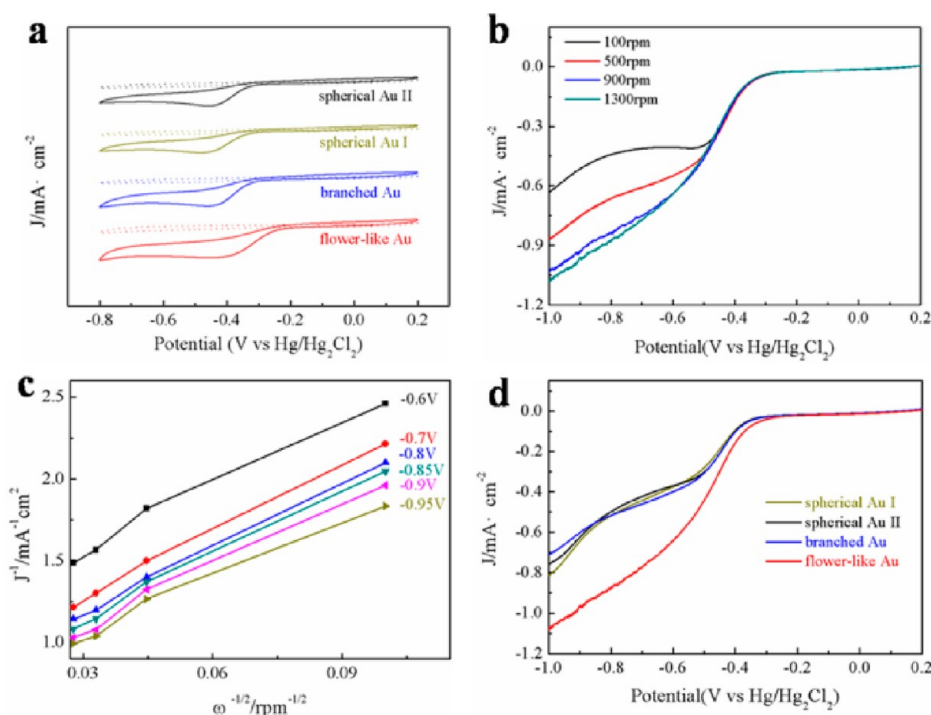 a
J/mA· cm⁻²
spherical Au II
spherical Au I
branched Au
flower-like Au
-0.8 -0.6 -0.4 -0.2 0.0 0.2
Potential (V vs Hg/Hg₂Cl₂)
b
J/mA· cm⁻²
100rpm
500rpm
900rpm
1300rpm
0.0
-0.3
-0.6
-0.9
-1.2
-1.0 -0.8 -0.6 -0.4 -0.2 0.0 0.2
Potential(V vs Hg/Hg₂Cl₂)
c
J⁻¹/mA⁻¹cm²
2.5
2.0
1.5
1.0
-0.6V
-0.7V
-0.8V
-0.85V
-0.9V
-0.95V
0.03 0.06 0.09
ω⁻¹/²/rpm⁻¹/²
d
J/mA· cm⁻²
0.0
-0.2
-0.4
-0.6
-0.8
-1.0
-1.2
spherical Au I
spherical Au II
branched Au
flower-like Au
-1.0 -0.8 -0.6 -0.4 -0.2 0.0 0.2
Potential(V vs Hg/Hg₂Cl₂)